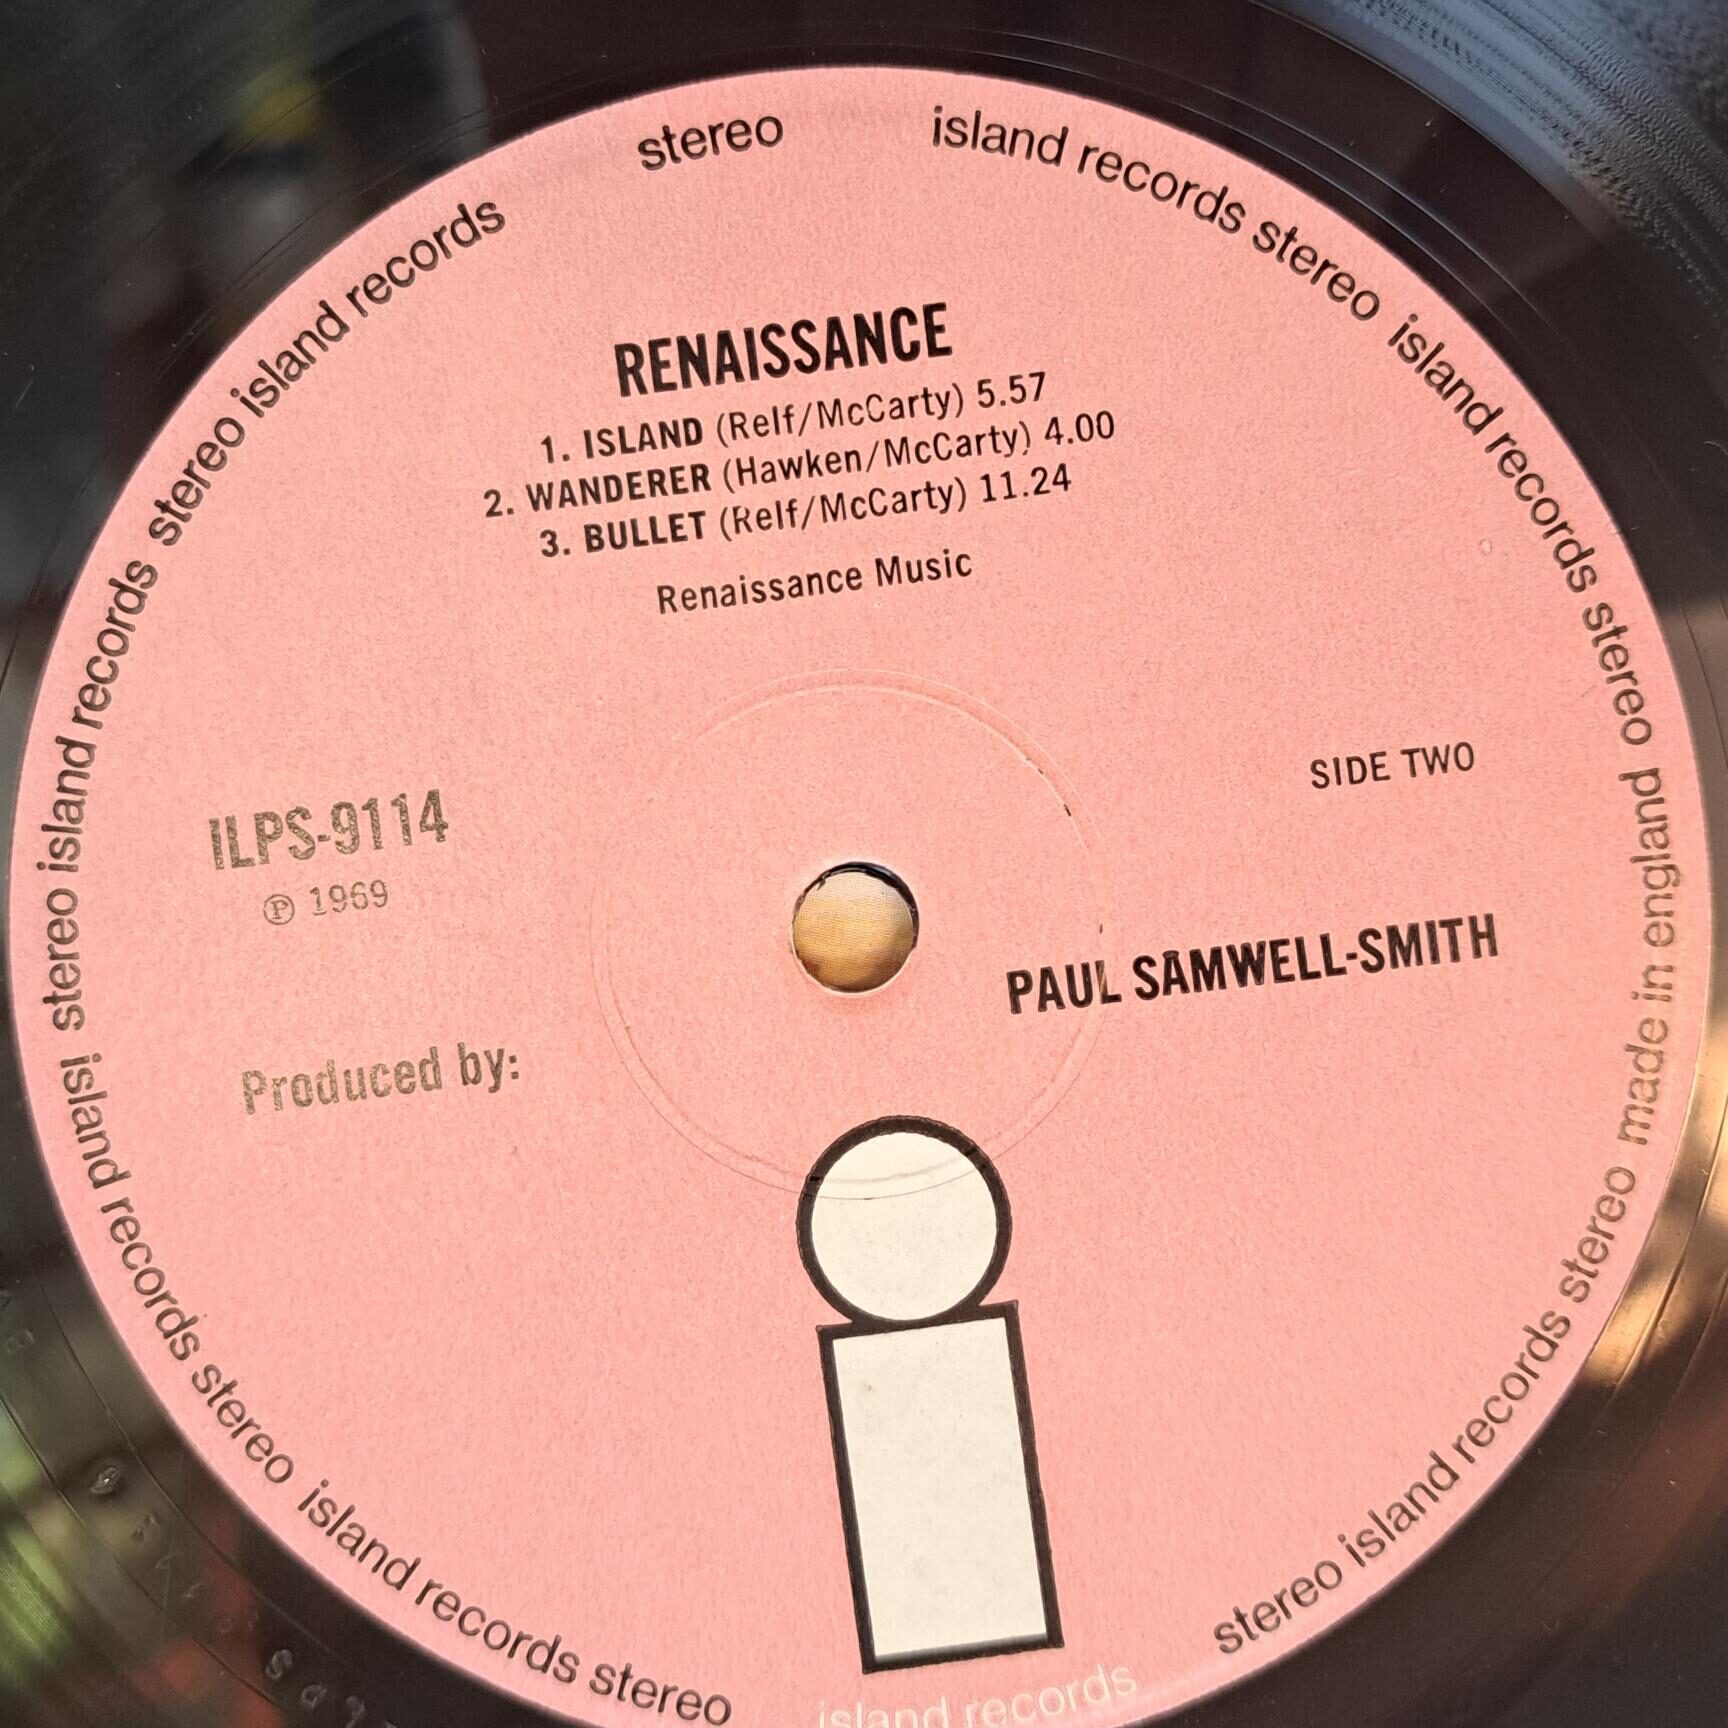 stereo
island records stereo island records stereo made in england
stereo island records stereo island records stereo island records
RENAISSANCE
1. ISLAND (Relf/McCarty) 5.57
2. WANDERER (Hawken/McCarty) 4.00
3. BULLET (Relf/McCarty) 11.24
Renaissance Music
SIDE TWO
ILPS-9114
℗ 1969
PAUL SAMWELL-SMITH
Produced by:
island records stereo island records stereo
island records
stereo island records stereo